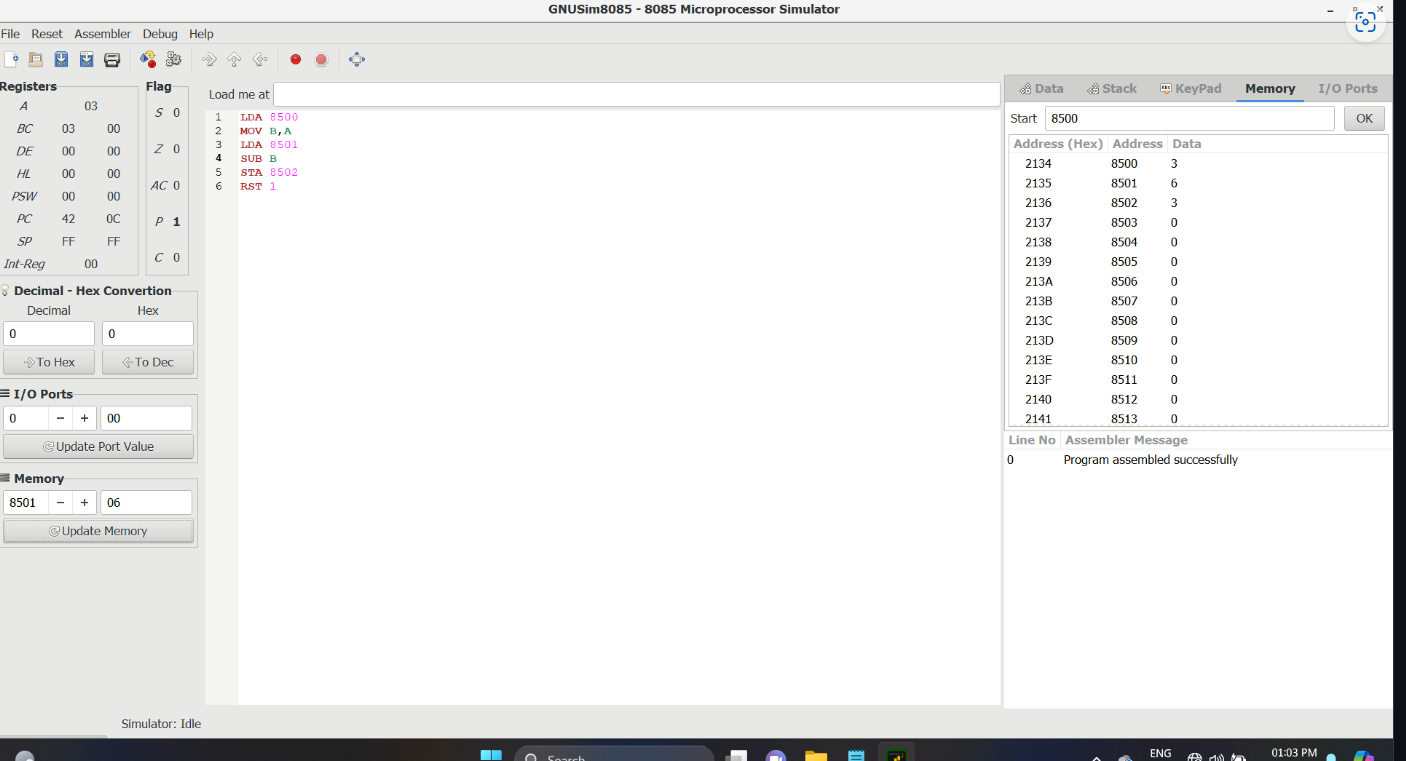 GNUSim8085 - 8085 Microprocessor Simulator
File Reset Assembler Debug Help
Registers
A 03
BC 03 00
DE 00 00
HL 00 00
PSW 00 00
PC 42 0C
SP FF FF
Int-Reg 00
Flag
S 0
Z 0
AC 0
P 1
C 0
Decimal - Hex Convertion
Decimal Hex
0 0
To Hex To Dec
I/O Ports
0 − + 00
Update Port Value
Memory
8501 − + 06
Update Memory
Load me at
1 LDA 8500
2 MOV B,A
3 LDA 8501
4 SUB B
5 STA 8502
6 RST 1
Data Stack KeyPad Memory I/O Ports
Start 8500 OK
Address (Hex) Address Data
2134 8500 3
2135 8501 6
2136 8502 3
2137 8503 0
2138 8504 0
2139 8505 0
213A 8506 0
213B 8507 0
213C 8508 0
213D 8509 0
213E 8510 0
213F 8511 0
2140 8512 0
2141 8513 0
Line No Assembler Message
0 Program assembled successfully
Simulator: Idle
Search
ENG
01:03 PM